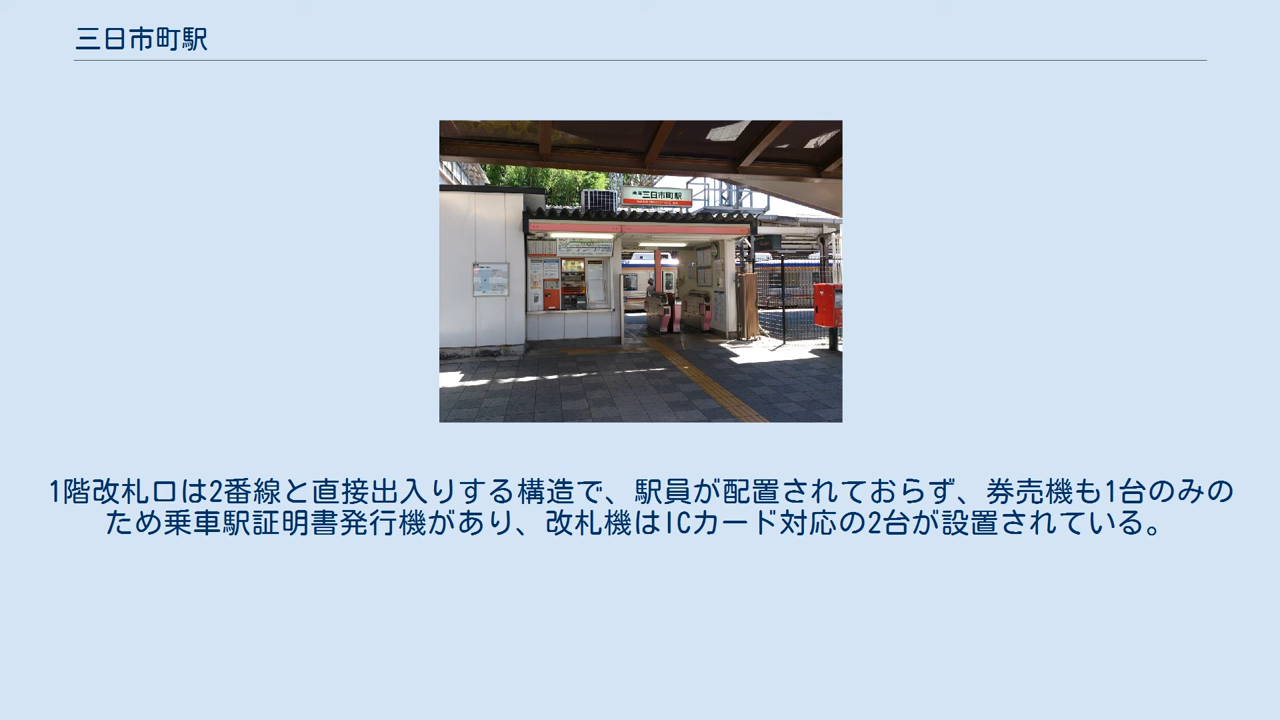 三日市町駅
三日市町駅
1階改札口は2番線と直接出入りする構造で、駅員が配置されておらず、券売機も1台のみの
ため乗車駅証明書発行機があり、改札機はICカード対応の2台が設置されている。